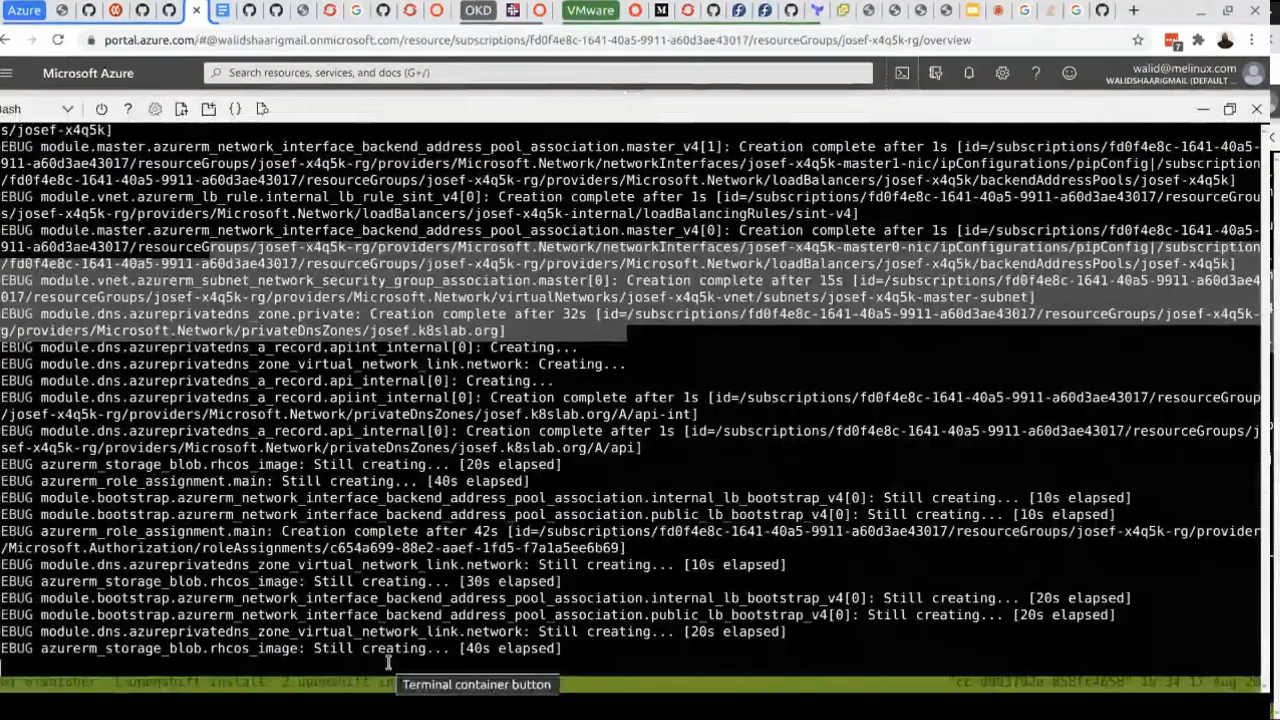 Azure
OKD
VMware
portal.azure.com/#@walidshaarigmail.onmicrosoft.com/resource/subscriptions/fd0f4e8c-1641-40a5-9911-a60d3ae43017/resourceGroups/josef-x4q5k-rg/overview
7
Microsoft Azure
Search resources, services, and docs (G+/)
walid@melinux.com
WALIDSHAARIGMAIL (DEFAULT ...
ash
s/josef-x4q5k]
EBUG module.master.azurerm_network_interface_backend_address_pool_association.master_v4[1]: Creation complete after 1s [id=/subscriptions/fd0f4e8c-1641-40a5-
911-a60d3ae43017/resourceGroups/josef-x4q5k-rg/providers/Microsoft.Network/networkInterfaces/josef-x4q5k-master1-nic/ipConfigurations/pipConfig|/subscription
/fd0f4e8c-1641-40a5-9911-a60d3ae43017/resourceGroups/josef-x4q5k-rg/providers/Microsoft.Network/loadBalancers/josef-x4q5k/backendAddressPools/josef-x4q5k]
EBUG module.vnet.azurerm_lb_rule.internal_lb_rule_sint_v4[0]: Creation complete after 1s [id=/subscriptions/fd0f4e8c-1641-40a5-9911-a60d3ae43017/resourceGrou
s/josef-x4q5k-rg/providers/Microsoft.Network/loadBalancers/josef-x4q5k-internal/loadBalancingRules/sint-v4]
EBUG module.master.azurerm_network_interface_backend_address_pool_association.master_v4[0]: Creation complete after 1s [id=/subscriptions/fd0f4e8c-1641-40a5-
911-a60d3ae43017/resourceGroups/josef-x4q5k-rg/providers/Microsoft.Network/networkInterfaces/josef-x4q5k-master0-nic/ipConfigurations/pipConfig|/subscription
/fd0f4e8c-1641-40a5-9911-a60d3ae43017/resourceGroups/josef-x4q5k-rg/providers/Microsoft.Network/loadBalancers/josef-x4q5k/backendAddressPools/josef-x4q5k]
EBUG module.vnet.azurerm_subnet_network_security_group_association.master[0]: Creation complete after 15s [id=/subscriptions/fd0f4e8c-1641-40a5-9911-a60d3ae4
017/resourceGroups/josef-x4q5k-rg/providers/Microsoft.Network/virtualNetworks/josef-x4q5k-vnet/subnets/josef-x4q5k-master-subnet]
EBUG module.dns.azureprivatedns_zone.private: Creation complete after 32s [id=/subscriptions/fd0f4e8c-1641-40a5-9911-a60d3ae43017/resourceGroups/josef-x4q5k-
g/providers/Microsoft.Network/privateDnsZones/josef.k8slab.org]
EBUG module.dns.azureprivatedns_a_record.apiint_internal[0]: Creating...
EBUG module.dns.azureprivatedns_zone_virtual_network_link.network: Creating...
EBUG module.dns.azureprivatedns_a_record.api_internal[0]: Creating...
EBUG module.dns.azureprivatedns_a_record.apiint_internal[0]: Creation complete after 1s [id=/subscriptions/fd0f4e8c-1641-40a5-9911-a60d3ae43017/resourceGroup
/josef-x4q5k-rg/providers/Microsoft.Network/privateDnsZones/josef.k8slab.org/A/api-int]
EBUG module.dns.azureprivatedns_a_record.api_internal[0]: Creation complete after 1s [id=/subscriptions/fd0f4e8c-1641-40a5-9911-a60d3ae43017/resourceGroups/j
sef-x4q5k-rg/providers/Microsoft.Network/privateDnsZones/josef.k8slab.org/A/api]
EBUG azurerm_storage_blob.rhcos_image: Still creating... [20s elapsed]
EBUG azurerm_role_assignment.main: Still creating... [40s elapsed]
EBUG module.bootstrap.azurerm_network_interface_backend_address_pool_association.internal_lb_bootstrap_v4[0]: Still creating... [10s elapsed]
EBUG module.bootstrap.azurerm_network_interface_backend_address_pool_association.public_lb_bootstrap_v4[0]: Still creating... [10s elapsed]
EBUG azurerm_role_assignment.main: Creation complete after 42s [id=/subscriptions/fd0f4e8c-1641-40a5-9911-a60d3ae43017/resourceGroups/josef-x4q5k-rg/provider
/Microsoft.Authorization/roleAssignments/c654a699-88e2-aaef-1fd5-f7a1a5ee6b69]
EBUG module.dns.azureprivatedns_zone_virtual_network_link.network: Still creating... [10s elapsed]
EBUG azurerm_storage_blob.rhcos_image: Still creating... [30s elapsed]
EBUG module.bootstrap.azurerm_network_interface_backend_address_pool_association.internal_lb_bootstrap_v4[0]: Still creating... [20s elapsed]
EBUG module.bootstrap.azurerm_network_interface_backend_address_pool_association.public_lb_bootstrap_v4[0]: Still creating... [20s elapsed]
EBUG module.dns.azureprivatedns_zone_virtual_network_link.network: Still creating... [20s elapsed]
EBUG azurerm_storage_blob.rhcos_image: Still creating... [40s elapsed]
Terminal container button